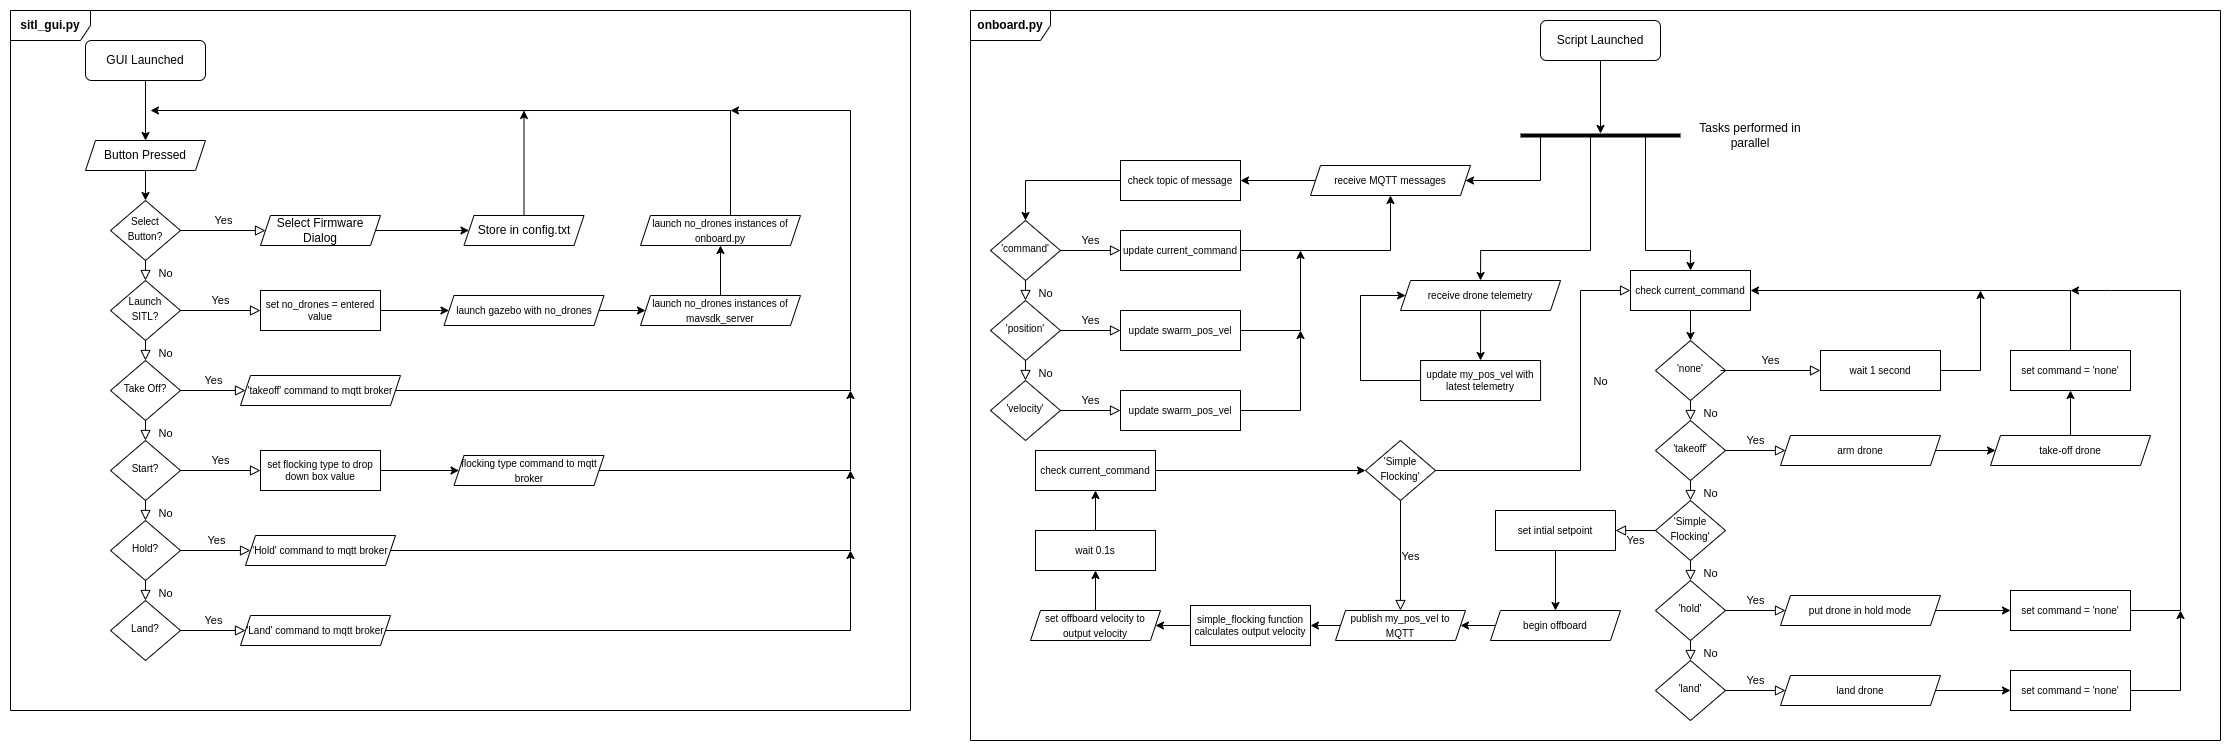 sitl_gui.py
GUI Launched
Button Pressed
Select
Button?
Yes
Select Firmware
Dialog
Store in config.txt
launch no_drones instances of
onboard.py
No
Launch
SITL?
Yes
set no_drones = entered
value
launch gazebo with no_drones
launch no_drones instances of
mavsdk_server
No
Take Off?
Yes
'takeoff' command to mqtt broker
No
Start?
Yes
set flocking type to drop
down box value
flocking type command to mqtt
broker
No
Hold?
Yes
'Hold' command to mqtt broker
No
Land?
Yes
'Land' command to mqtt broker
onboard.py
Script Launched
Tasks performed in
parallel
receive MQTT messages
check topic of message
'command'
Yes
update current_command
No
'position'
Yes
update swarm_pos_vel
No
'velocity'
Yes
update swarm_pos_vel
receive drone telemetry
update my_pos_vel with
latest telemetry
check current_command
'none'
Yes
wait 1 second
set command = 'none'
No
'takeoff'
Yes
arm drone
take-off drone
No
'Simple
Flocking'
Yes
set intial setpoint
begin offboard
publish my_pos_vel to
MQTT
simple_flocking function
calculates output velocity
set offboard velocity to
output velocity
wait 0.1s
check current_command
'Simple
Flocking'
No
Yes
No
'hold'
Yes
put drone in hold mode
set command = 'none'
No
'land'
Yes
land drone
set command = 'none'